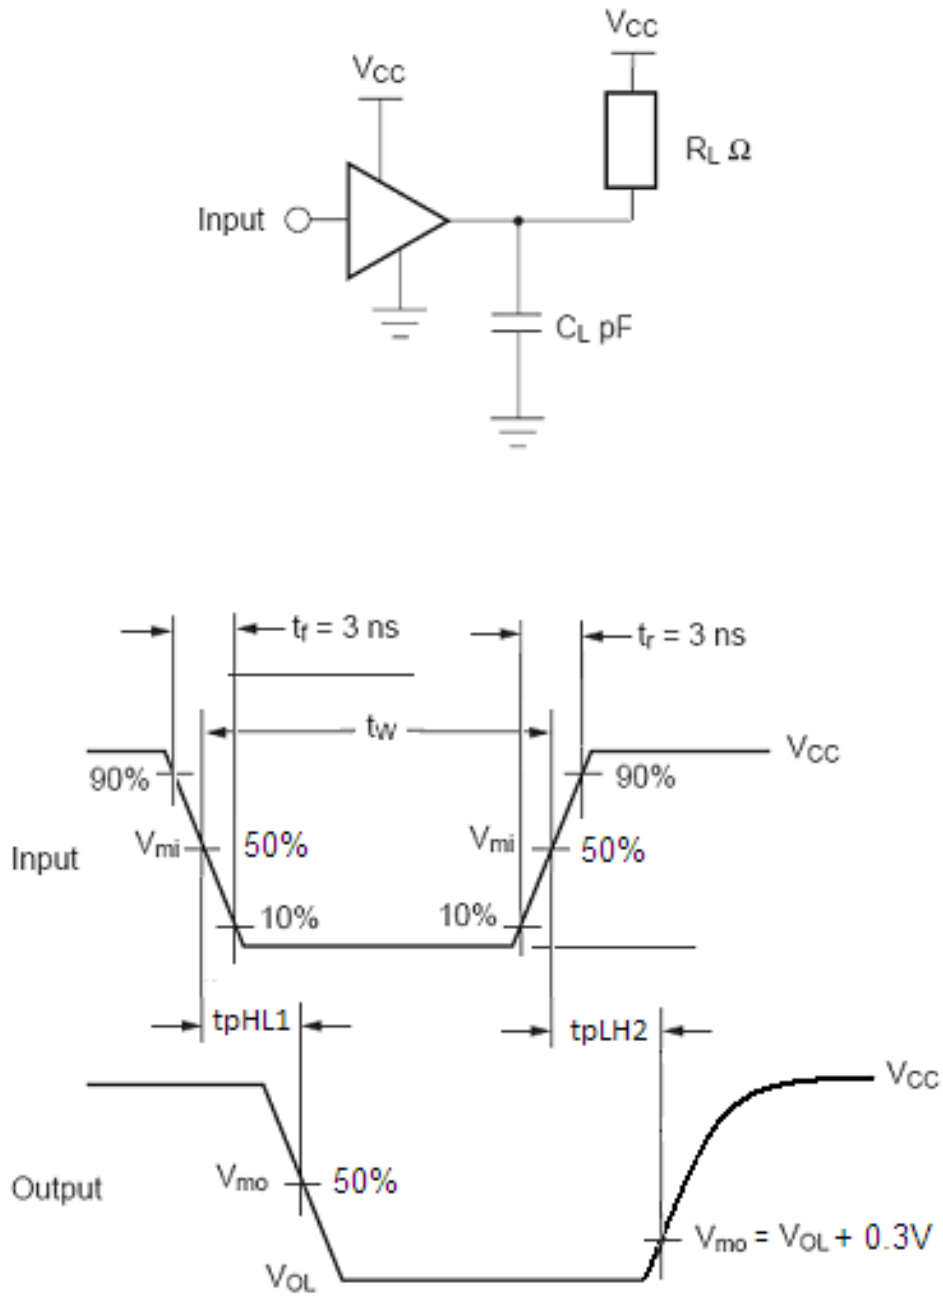 VCC
VCC
RL Ω
Input
CL pF
tf = 3 ns
tr = 3 ns
tW
VCC
90%
90%
Vmi
50%
Vmi
50%
Input
10%
10%
tpHL1
tpLH2
VCC
Vmo
50%
Output
Vmo = VOL + 0.3V
VOL